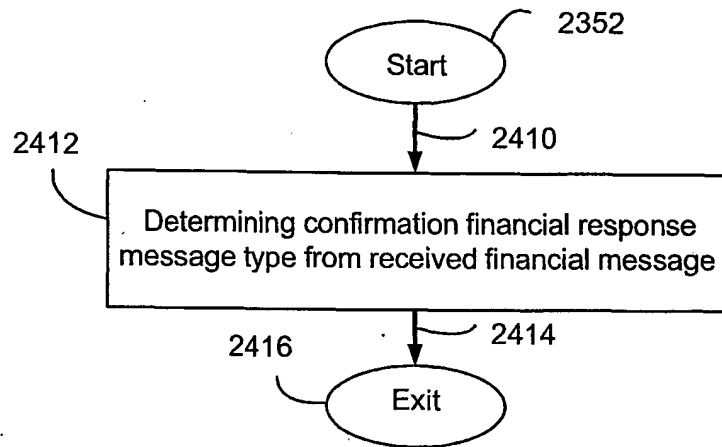 2352
Start
2410
2412
Determining confirmation financial response
message type from received financial message
2414
2416
Exit